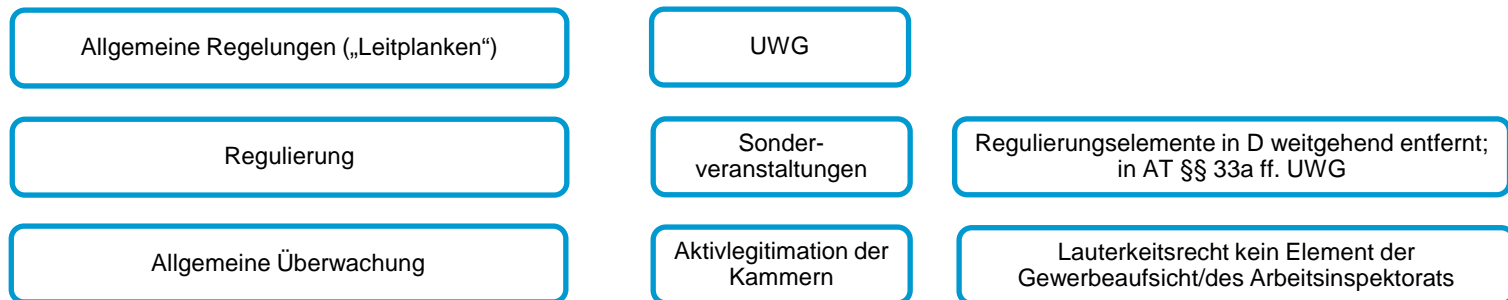 Allgemeine Regelungen („Leitplanken“)
UWG
Regulierung
Sonder-
veranstaltungen
Regulierungselemente in D weitgehend entfernt;
in AT §§ 33a ff. UWG
Allgemeine Überwachung
Aktivlegitimation der
Kammern
Lauterkeitsrecht kein Element der
Gewerbeaufsicht/des Arbeitsinspektorats